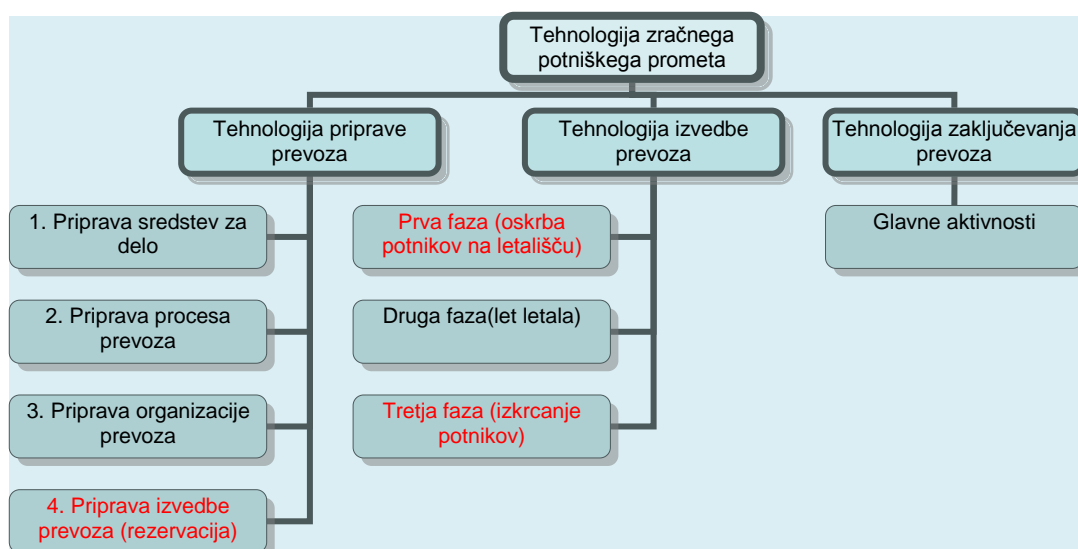 Tehnologija zračnega
potniškega prometa
Tehnologija priprave
prevoza
Tehnologija izvedbe
prevoza
Tehnologija zaključevanja
prevoza
1. Priprava sredstev za
delo
2. Priprava procesa
prevoza
3. Priprava organizacije
prevoza
4. Priprava izvedbe
prevoza (rezervacija)
Prva faza (oskrba
potnikov na letališču)
Druga faza(let letala)
Tretja faza (izkrcanje
potnikov)
Glavne aktivnosti